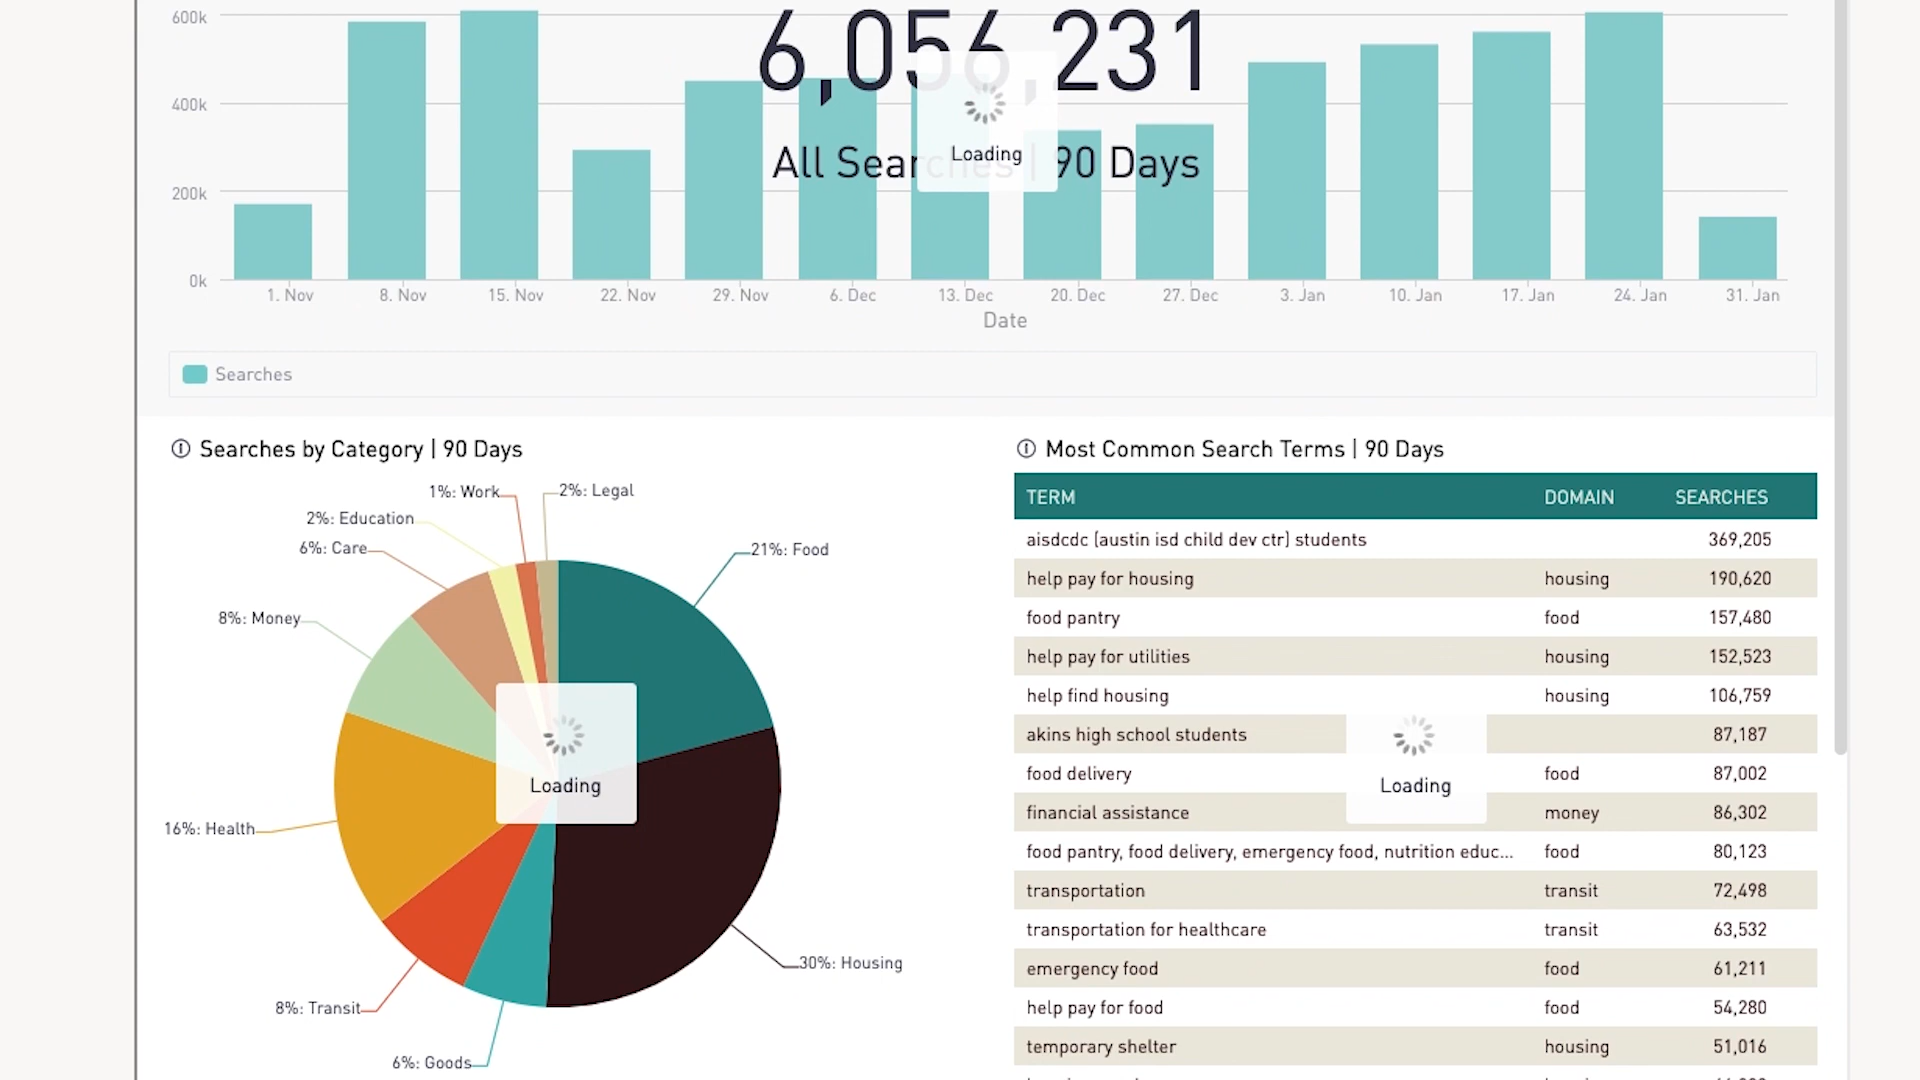 600k
6,056,231
400k
Loading
All Searches | 90 Days
200k
0k
1. Nov 8. Nov 15. Nov 22. Nov 29. Nov 6. Dec 13. Dec 20. Dec 27. Dec 3. Jan 10. Jan 17. Jan 24. Jan 31. Jan
Date
Searches
Searches by Category | 90 Days
1%: Work
2%: Legal
2%: Education
6%: Care
21%: Food
8%: Money
Loading
16%: Health
30%: Housing
8%: Transit
6%: Goods
Most Common Search Terms | 90 Days
TERM DOMAIN SEARCHES
aisdcdc (austin isd child dev ctr) students 369,205
help pay for housing housing 190,620
food pantry food 157,480
help pay for utilities housing 152,523
help find housing housing 106,759
akins high school students 87,187
food delivery food 87,002
Loading
financial assistance money 86,302
food pantry, food delivery, emergency food, nutrition educ... food 80,123
transportation transit 72,498
transportation for healthcare transit 63,532
emergency food food 61,211
help pay for food food 54,280
temporary shelter housing 51,016